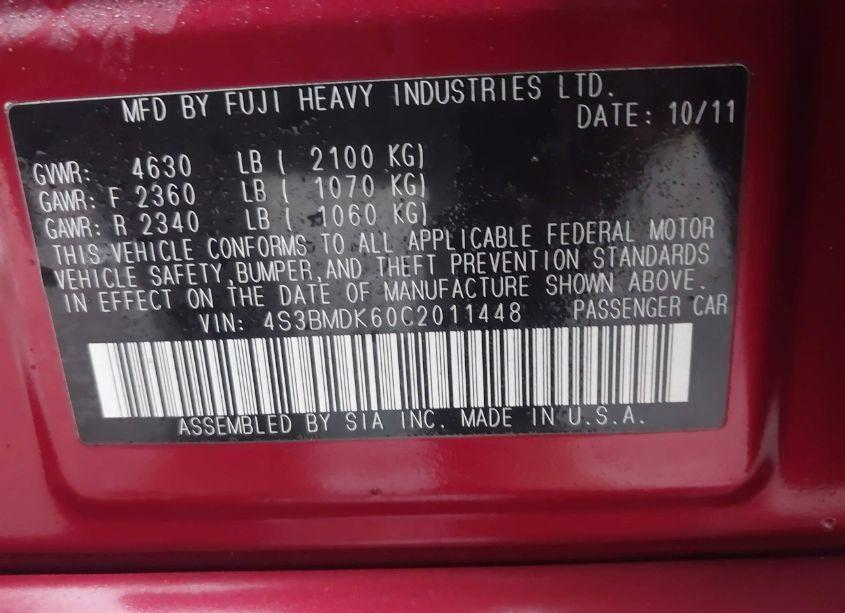 MFD BY FUJI HEAVY INDUSTRIES LTD.
DATE: 10/11
GVWR: 4630 LB ( 2100 KG)
GAWR: F 2360 LB ( 1070 KG)
GAWR: R 2340 LB ( 1060 KG)
THIS VEHICLE CONFORMS TO ALL APPLICABLE FEDERAL MOTOR
VEHICLE SAFETY,BUMPER,AND THEFT PREVENTION STANDARDS
IN EFFECT ON THE DATE OF MANUFACTURE SHOWN ABOVE.
VIN: 4S3BMDK60C2011448 PASSENGER CAR
ASSEMBLED BY SIA INC. MADE IN U.S.A.